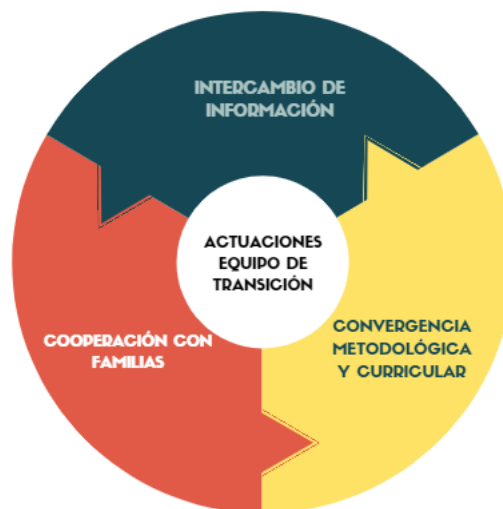 INTERCAMBIO DE
INFORMACIÓN
ACTUACIONES
EQUIPO DE
TRANSICIÓN
COOPERACIÓN CON
FAMILIAS
CONVERGENCIA
METODOLÓGICA
Y CURRICULAR